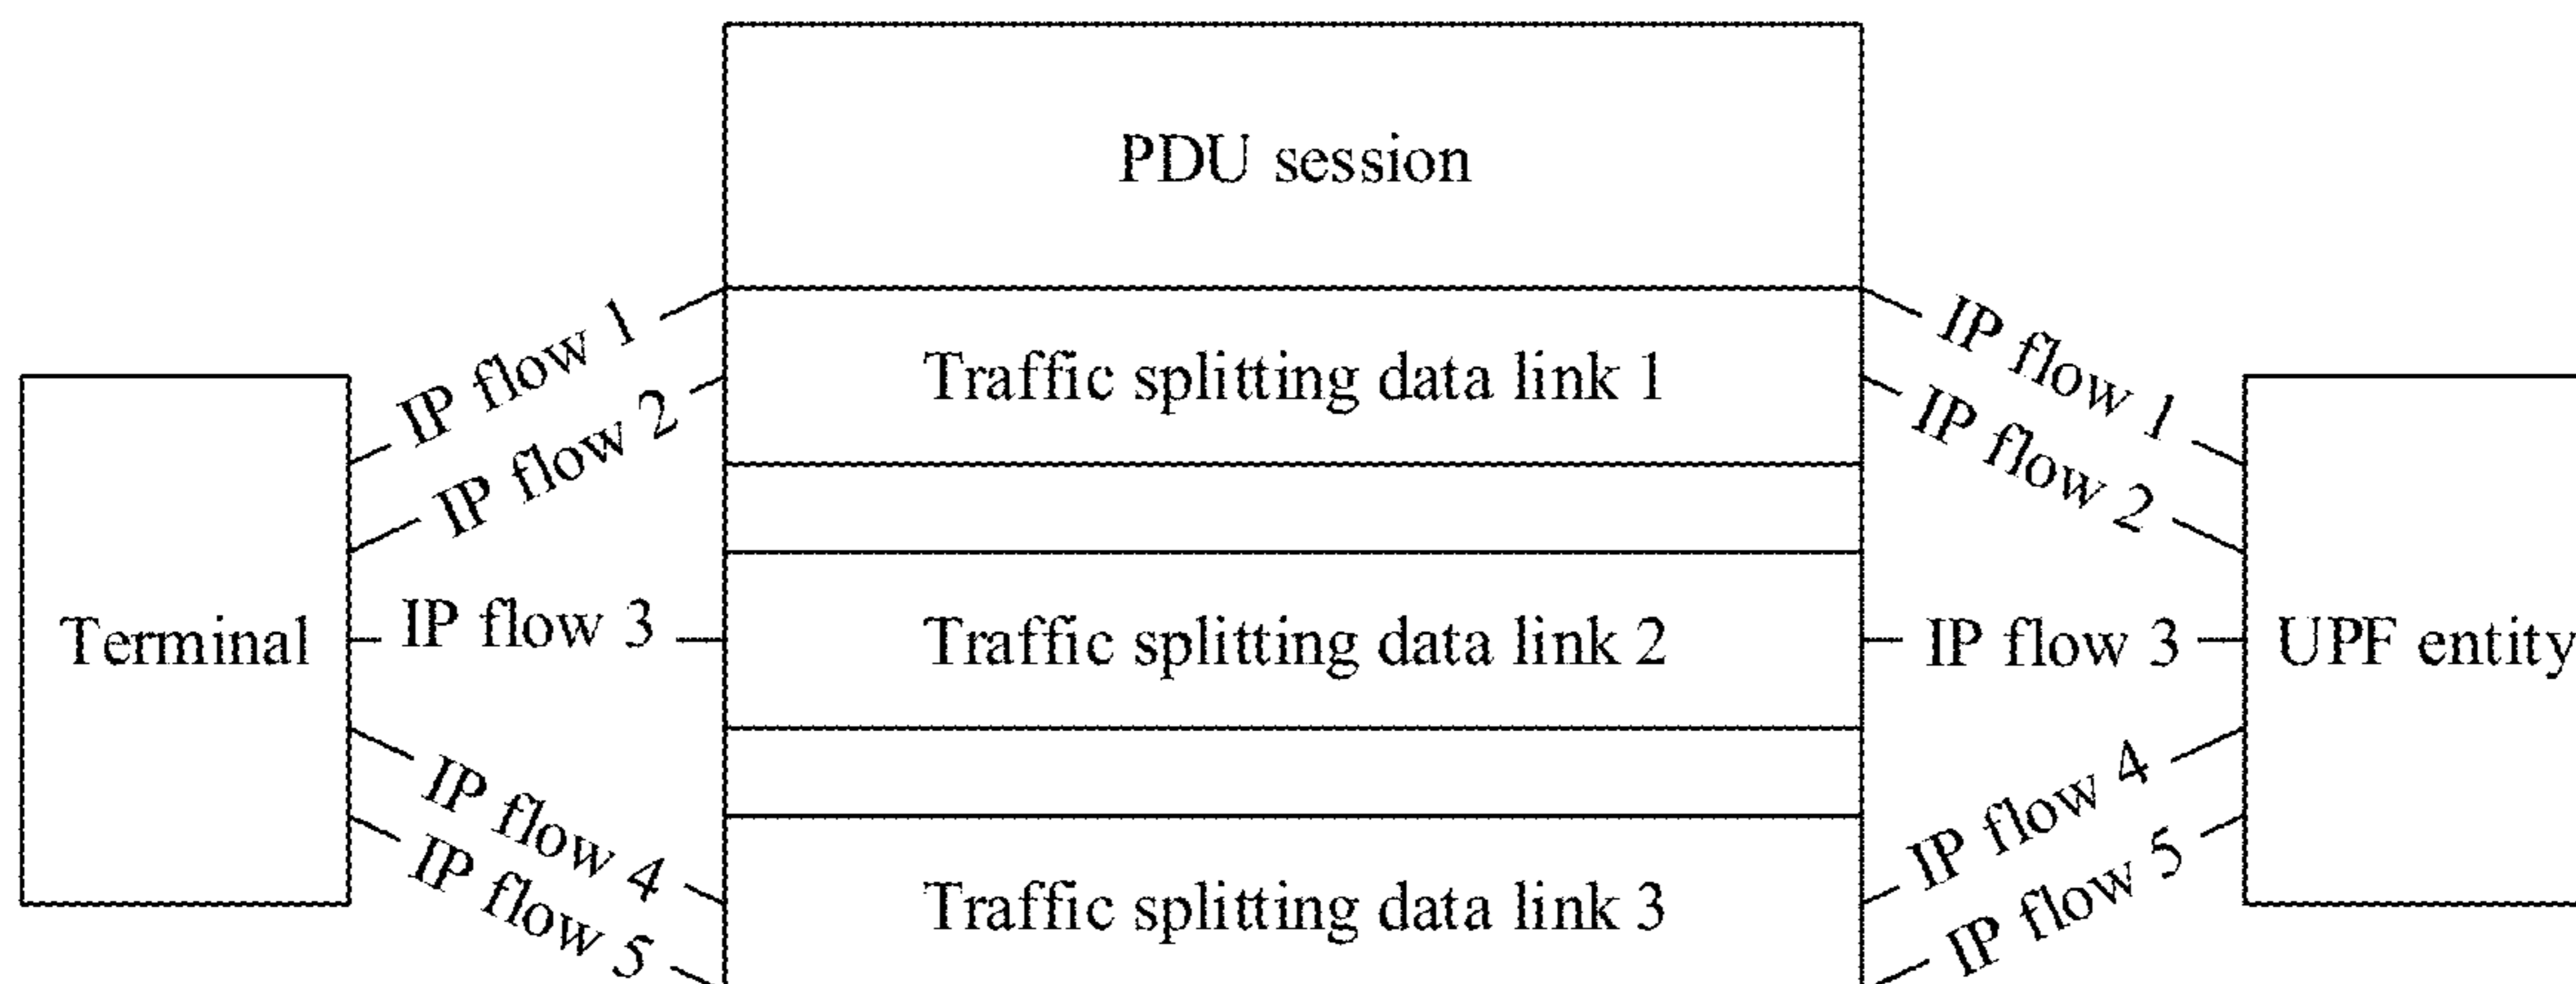 PDU session
IP flow 1
IP flow 1
Traffic splitting data link 1
IP flow 2
IP flow 2
Terminal
IP flow 3
Traffic splitting data link 2
IP flow 3
UPF entity
IP flow 4
IP flow 4
IP flow 5
Traffic splitting data link 3
IP flow 5